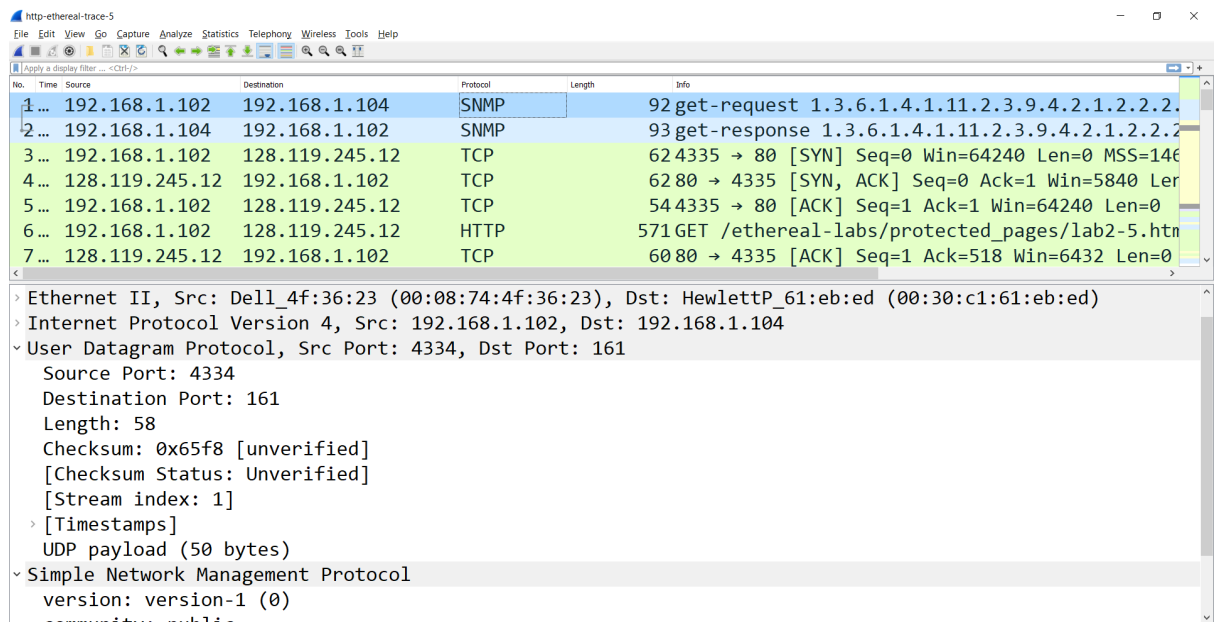 http-ethereal-trace-5
File Edit View Go Capture Analyze Statistics Telephony Wireless Tools Help
Apply a display filter ... <Ctrl-/>
No. Time Source Destination Protocol Length Info
1… 192.168.1.102 192.168.1.104 SNMP 92 get-request 1.3.6.1.4.1.11.2.3.9.4.2.1.2.2.2.
2… 192.168.1.104 192.168.1.102 SNMP 93 get-response 1.3.6.1.4.1.11.2.3.9.4.2.1.2.2.2
3… 192.168.1.102 128.119.245.12 TCP 62 4335 → 80 [SYN] Seq=0 Win=64240 Len=0 MSS=146
4… 128.119.245.12 192.168.1.102 TCP 62 80 → 4335 [SYN, ACK] Seq=0 Ack=1 Win=5840 Len
5… 192.168.1.102 128.119.245.12 TCP 54 4335 → 80 [ACK] Seq=1 Ack=1 Win=64240 Len=0
6… 192.168.1.102 128.119.245.12 HTTP 571 GET /ethereal-labs/protected_pages/lab2-5.htm
7… 128.119.245.12 192.168.1.102 TCP 60 80 → 4335 [ACK] Seq=1 Ack=518 Win=6432 Len=0
Ethernet II, Src: Dell_4f:36:23 (00:08:74:4f:36:23), Dst: HewlettP_61:eb:ed (00:30:c1:61:eb:ed)
Internet Protocol Version 4, Src: 192.168.1.102, Dst: 192.168.1.104
User Datagram Protocol, Src Port: 4334, Dst Port: 161
Source Port: 4334
Destination Port: 161
Length: 58
Checksum: 0x65f8 [unverified]
[Checksum Status: Unverified]
[Stream index: 1]
[Timestamps]
UDP payload (50 bytes)
Simple Network Management Protocol
version: version-1 (0)